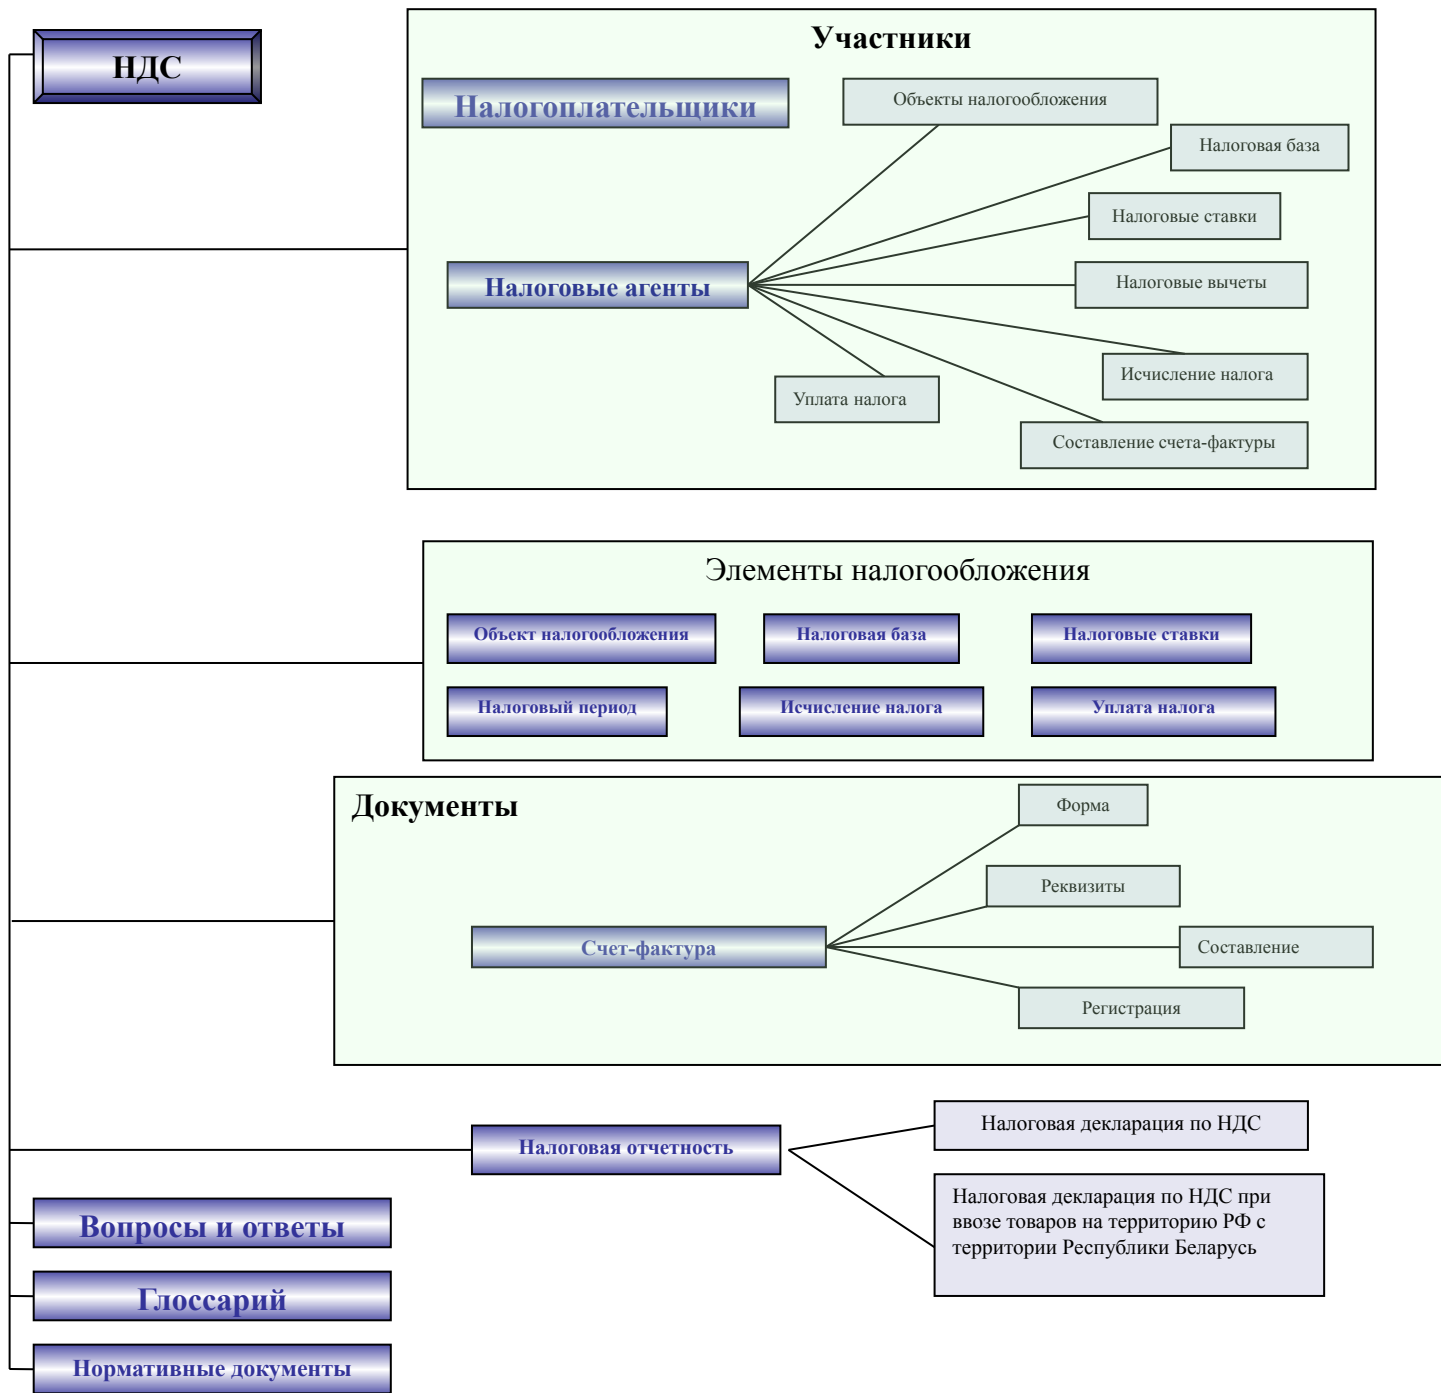 НДС
Участники
Налогоплательщики
Объекты налогообложения
Налоговая база
Налоговые ставки
Налоговые агенты
Налоговые вычеты
Исчисление налога
Уплата налога
Составление счета-фактуры
Элементы налогообложения
Объект налогообложения
Налоговая база
Налоговые ставки
Налоговый период
Исчисление налога
Уплата налога
Документы
Форма
Реквизиты
Счет-фактура
Составление
Регистрация
Налоговая отчетность
Налоговая декларация по НДС
Налоговая декларация по НДС при
ввозе товаров на территорию РФ с
территории Республики Беларусь
Вопросы и ответы
Глоссарий
Нормативные документы